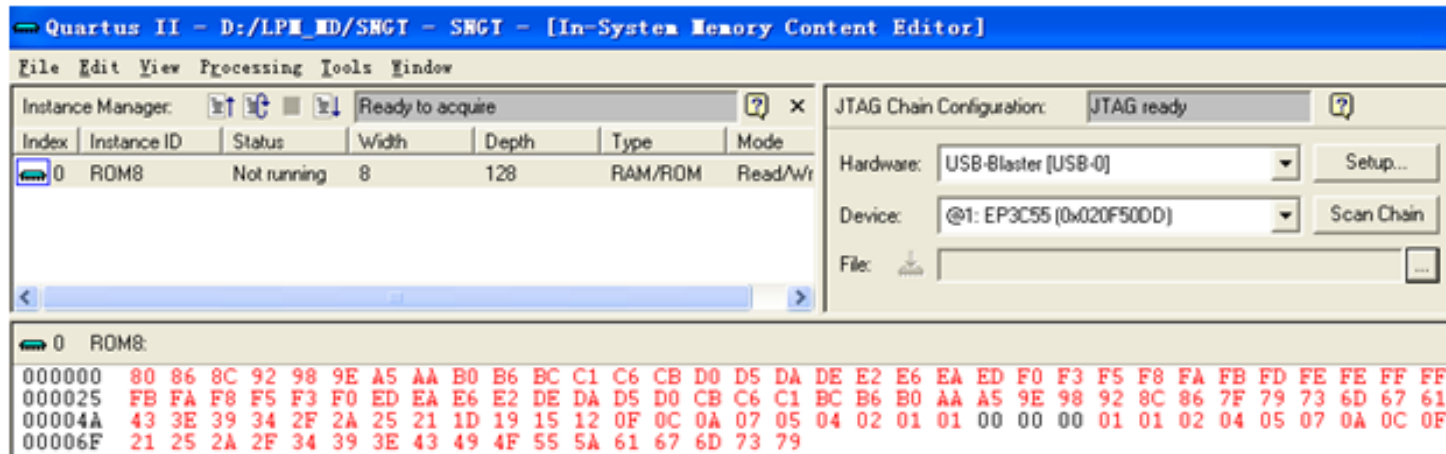 Quartus II - D:/LPM_MD/SNGT - SNGT - [In-System Memory Content Editor]
File Edit View Processing Tools Window
Instance Manager: Ready to acquire
Index Instance ID Status Width Depth Type Mode
0 ROM8 Not running 8 128 RAM/ROM Read/Wr
JTAG Chain Configuration: JTAG ready
Hardware: USB-Blaster [USB-0] Setup...
Device: @1: EP3C55 (0x020F50DD) Scan Chain
File: ...
0 ROM8:
000000 80 86 8C 92 98 9E A5 AA B0 B6 BC C1 C6 CB D0 D5 DA DE E2 E6 EA ED F0 F3 F5 F8 FA FB FD FE FE FF FF
000025 FB FA F8 F5 F3 F0 ED EA E6 E2 DE DA D5 D0 CB C6 C1 BC B6 B0 AA A5 9E 98 92 8C 86 7F 79 73 6D 67 61
00004A 43 3E 39 34 2F 2A 25 21 1D 19 15 12 0F 0C 0A 07 05 04 02 01 01 00 00 00 01 01 02 04 05 07 0A 0C 0F
00006F 21 25 2A 2F 34 39 3E 43 49 4F 55 5A 61 67 6D 73 79